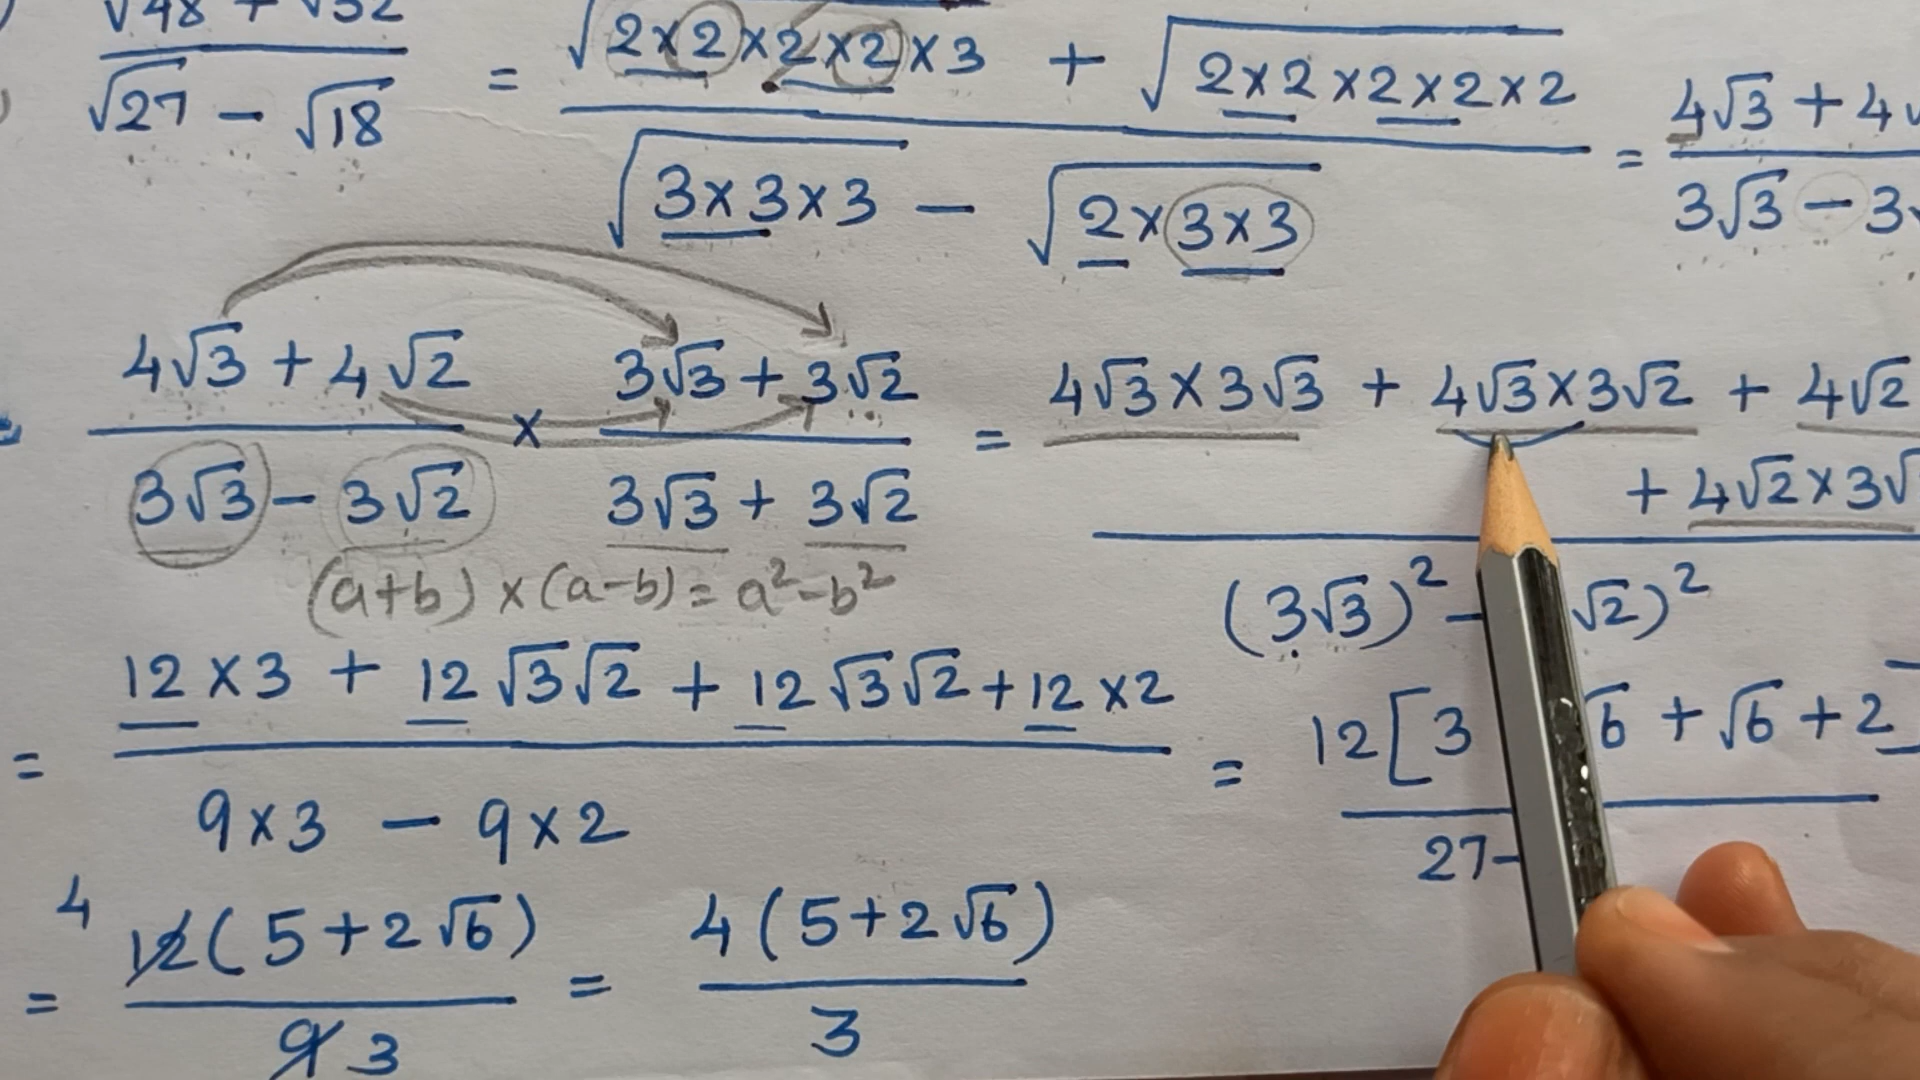 √48 + √32 / √27 − √18 = √2×2×2×2×3 + √2×2×2×2×2 / √3×3×3 − √2×3×3 = 4√3 + 4√ / 3√3 − 3√
4√3 + 4√2 / 3√3 − 3√2 × 3√3 + 3√2 / 3√3 + 3√2 = 4√3 × 3√3 + 4√3 × 3√2 + 4√2
+ 4√2 × 3√
(3√3)² − √2)²
(a+b) × (a−b) = a² − b²
= 12 × 3 + 12 √3√2 + 12 √3√2 + 12 × 2 / 9×3 − 9×2 = 12[3 √6 + √6 + 2] / 27−
= 4 12(5+2√6) / 9 3 = 4(5+2√6) / 3